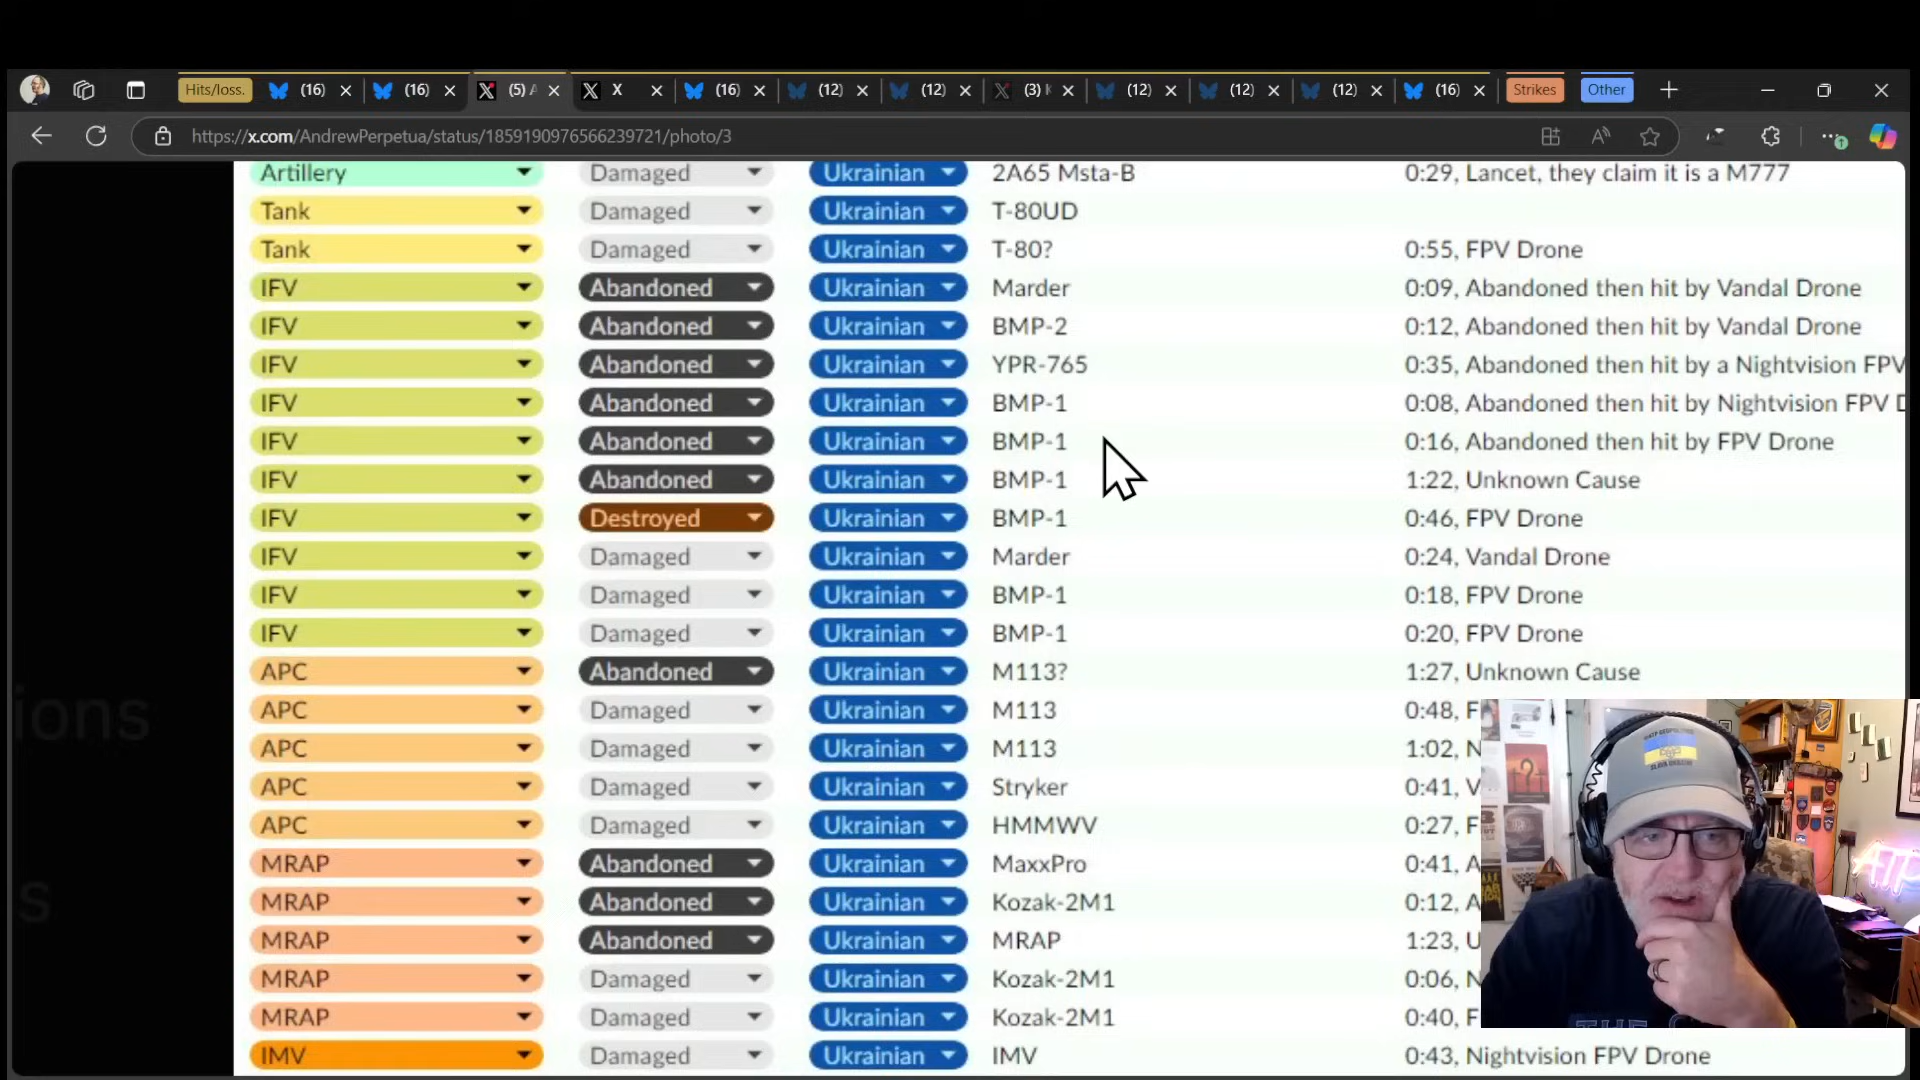 Hits/loss. (16) (16) (5) A X (16) (12) (12) (3) (12) (12) (12) (16) Strikes Other
https://x.com/AndrewPerpetua/status/1859190976566239721/photo/3
Artillery Damaged Ukrainian 2A65 Msta-B 0:29, Lancet, they claim it is a M777
Tank Damaged Ukrainian T-80UD
Tank Damaged Ukrainian T-80? 0:55, FPV Drone
IFV Abandoned Ukrainian Marder 0:09, Abandoned then hit by Vandal Drone
IFV Abandoned Ukrainian BMP-2 0:12, Abandoned then hit by Vandal Drone
IFV Abandoned Ukrainian YPR-765 0:35, Abandoned then hit by a Nightvision FPV
IFV Abandoned Ukrainian BMP-1 0:08, Abandoned then hit by Nightvision FPV D
IFV Abandoned Ukrainian BMP-1 0:16, Abandoned then hit by FPV Drone
IFV Abandoned Ukrainian BMP-1 1:22, Unknown Cause
IFV Destroyed Ukrainian BMP-1 0:46, FPV Drone
IFV Damaged Ukrainian Marder 0:24, Vandal Drone
IFV Damaged Ukrainian BMP-1 0:18, FPV Drone
IFV Damaged Ukrainian BMP-1 0:20, FPV Drone
APC Abandoned Ukrainian M113? 1:27, Unknown Cause
ions
APC Damaged Ukrainian M113 0:48, F
APC Damaged Ukrainian M113 1:02, N
APC Damaged Ukrainian Stryker 0:41, V
APC Damaged Ukrainian HMMWV 0:27, F
MRAP Abandoned Ukrainian MaxxPro 0:41, A
s
MRAP Abandoned Ukrainian Kozak-2M1 0:12, A
MRAP Abandoned Ukrainian MRAP 1:23, U
MRAP Damaged Ukrainian Kozak-2M1 0:06, N
MRAP Damaged Ukrainian Kozak-2M1 0:40, F
IMV Damaged Ukrainian IMV 0:43, Nightvision FPV Drone
ATP
THE